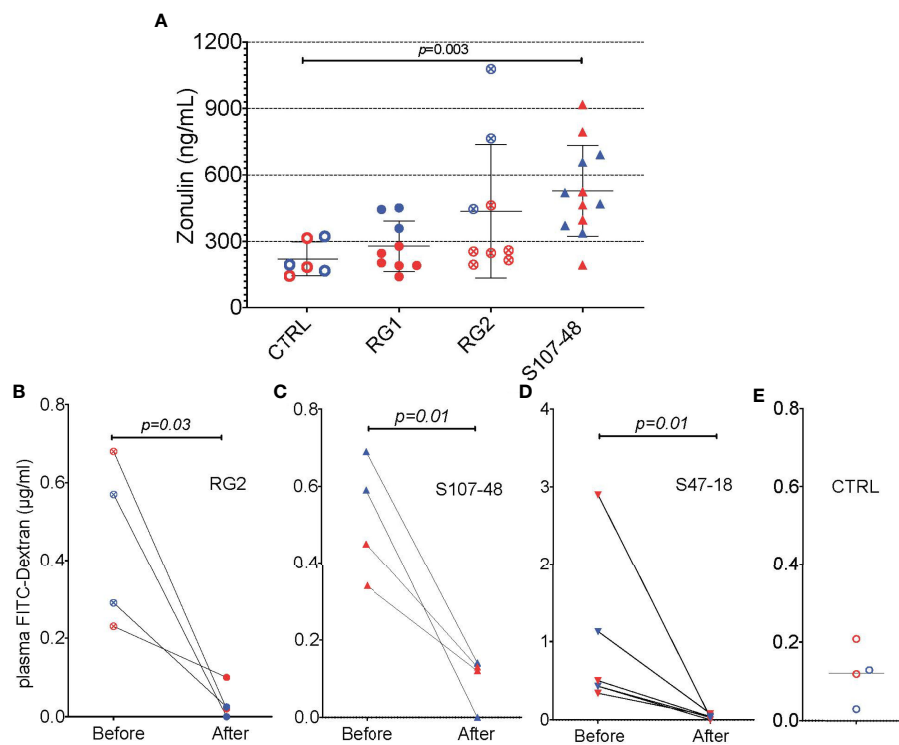 A
Zonulin (ng/mL)
1200
900
600
300
0
p=0.003
CTRL
RG1
RG2
S107-48
B
plasma FITC-Dextran (µg/ml)
0.8
0.6
0.4
0.2
0.0
p=0.03
RG2
Before
After
C
0.8
0.6
0.4
0.2
0.0
p=0.01
S107-48
Before
After
D
4
3
2
1
0
p=0.01
S47-18
Before
After
E
0.8
0.6
0.4
0.2
0.0
CTRL